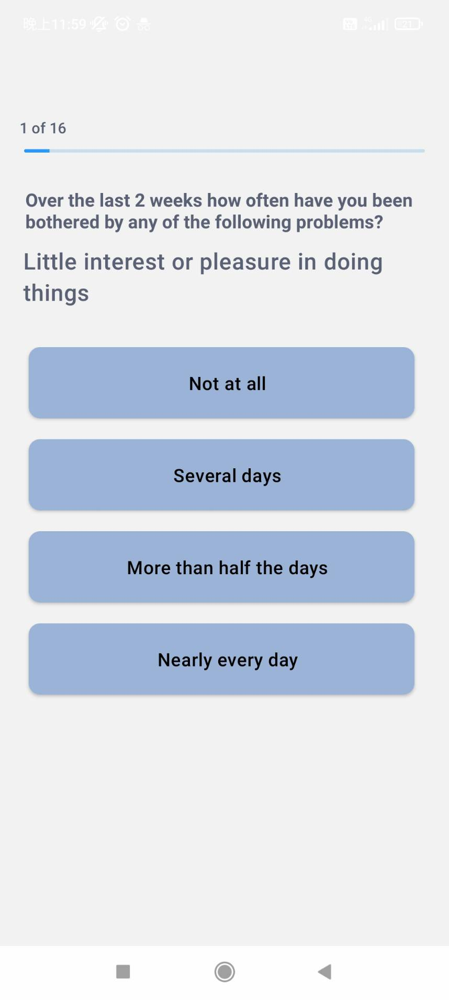 晚上11:59
4G
21
1 of 16
Over the last 2 weeks how often have you been
bothered by any of the following problems?
Little interest or pleasure in doing
things
Not at all
Several days
More than half the days
Nearly every day